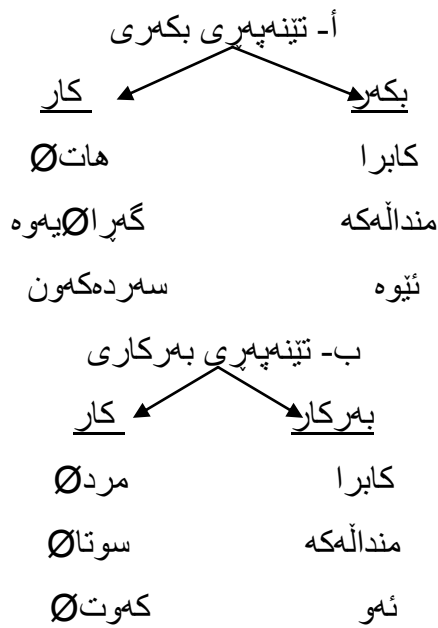 أ- تێنەپەڕی بکەری
بکەر کار
کابرا هاتØ
منداڵەکە گەڕاØیەوە
ئێوە سەردەکەون
ب- تێنەپەڕی بەرکاری
بەرکار کار
کابرا مردØ
منداڵەکە سوتاØ
ئەو کەوتØ